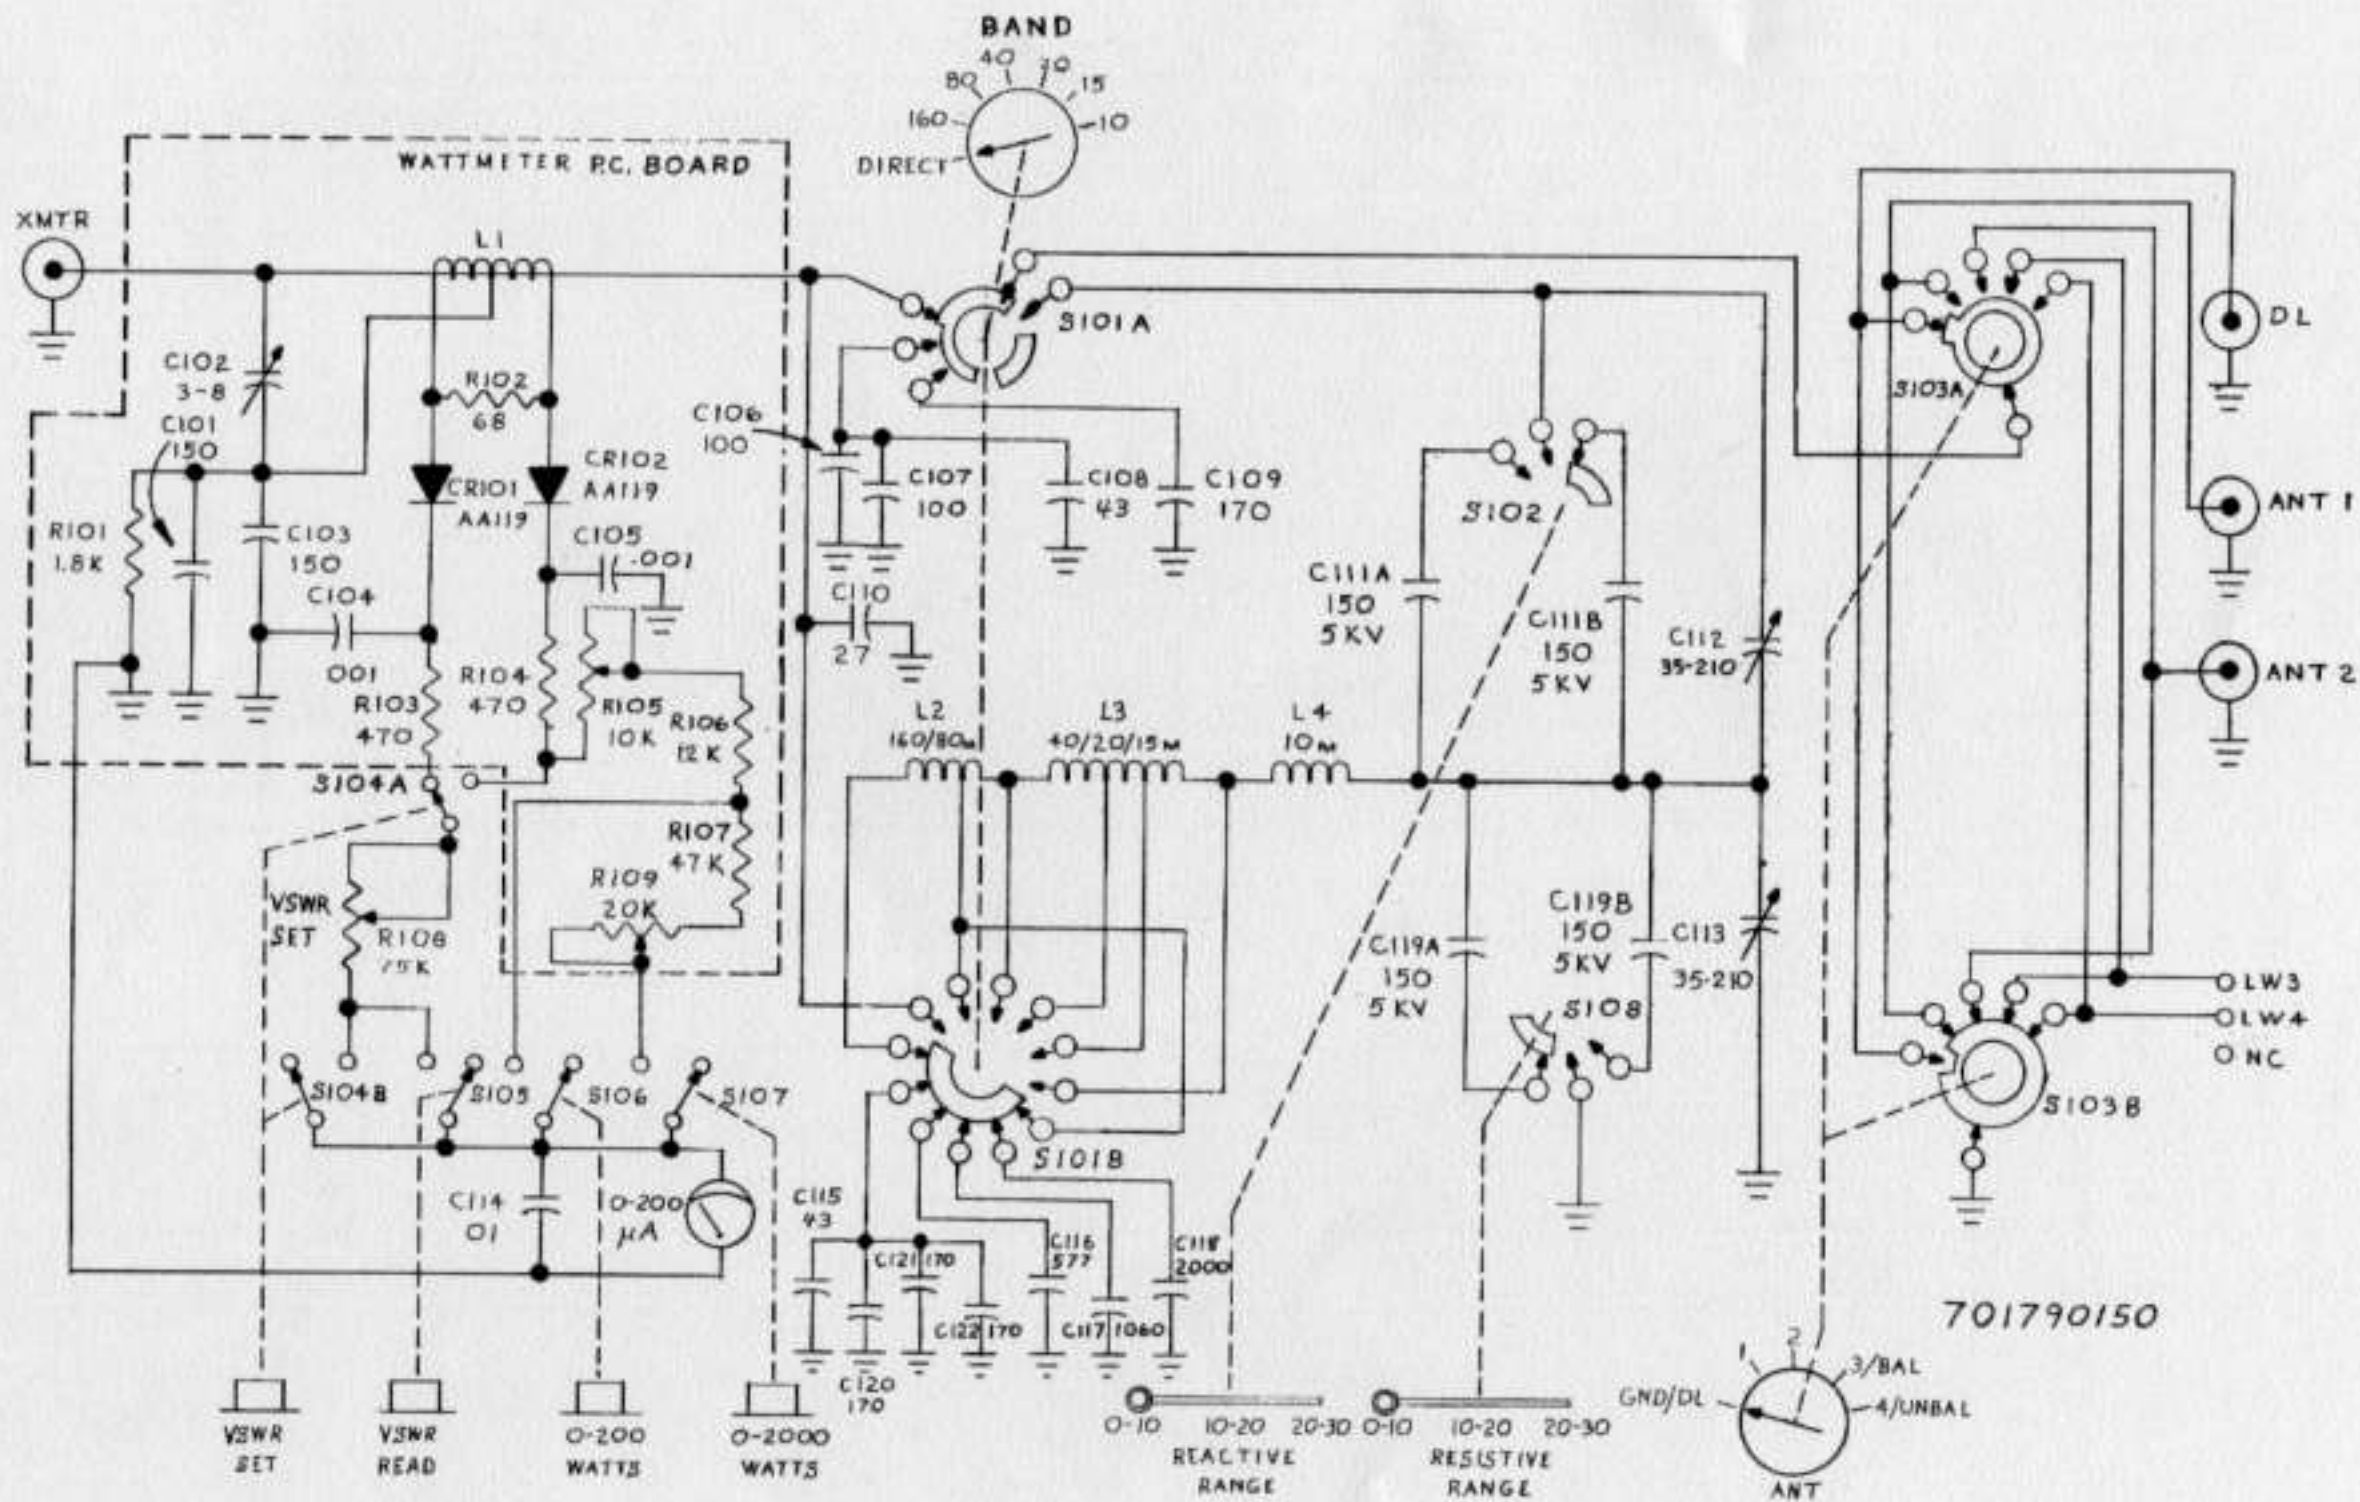 BAND
40 20
80 15
160 10
DIRECT
WATTMETER P.C. BOARD
XMTR
L1
S101A
DL
C102
3-8
R102
68
C101
150
C106
100
CR102
AA119
CR101
AA119
C107
100
C108
43
C109
170
S102
S103A
ANT 1
R101
1.8K
C103
150
C105
.001
C104
001
C110
27
C111A
150
5KV
C111B
150
5KV
C112
35-210
ANT 2
R103
470
R104
470
R105
10K
R106
12K
L2
160/80M
L3
40/20/15M
L4
10M
S104A
R107
47K
R109
20K
VSWR
SET
R108
C119A
150
5KV
C119B
150
5KV
C113
35-210
S108
LW3
LW4
NC
S104B
S105
S106
S107
S101B
S103B
C114
01
0-200
µA
C115
43
C121 170
C116
577
C118
2000
C122 170
C117 1060
C120
170
701790150
VSWR
SET
VSWR
READ
0-200
WATTS
0-2000
WATTS
0-10 10-20 20-30
REACTIVE
RANGE
0-10 10-20 20-30
RESISTIVE
RANGE
GND/DL
1
2
3/BAL
4/UNBAL
ANT